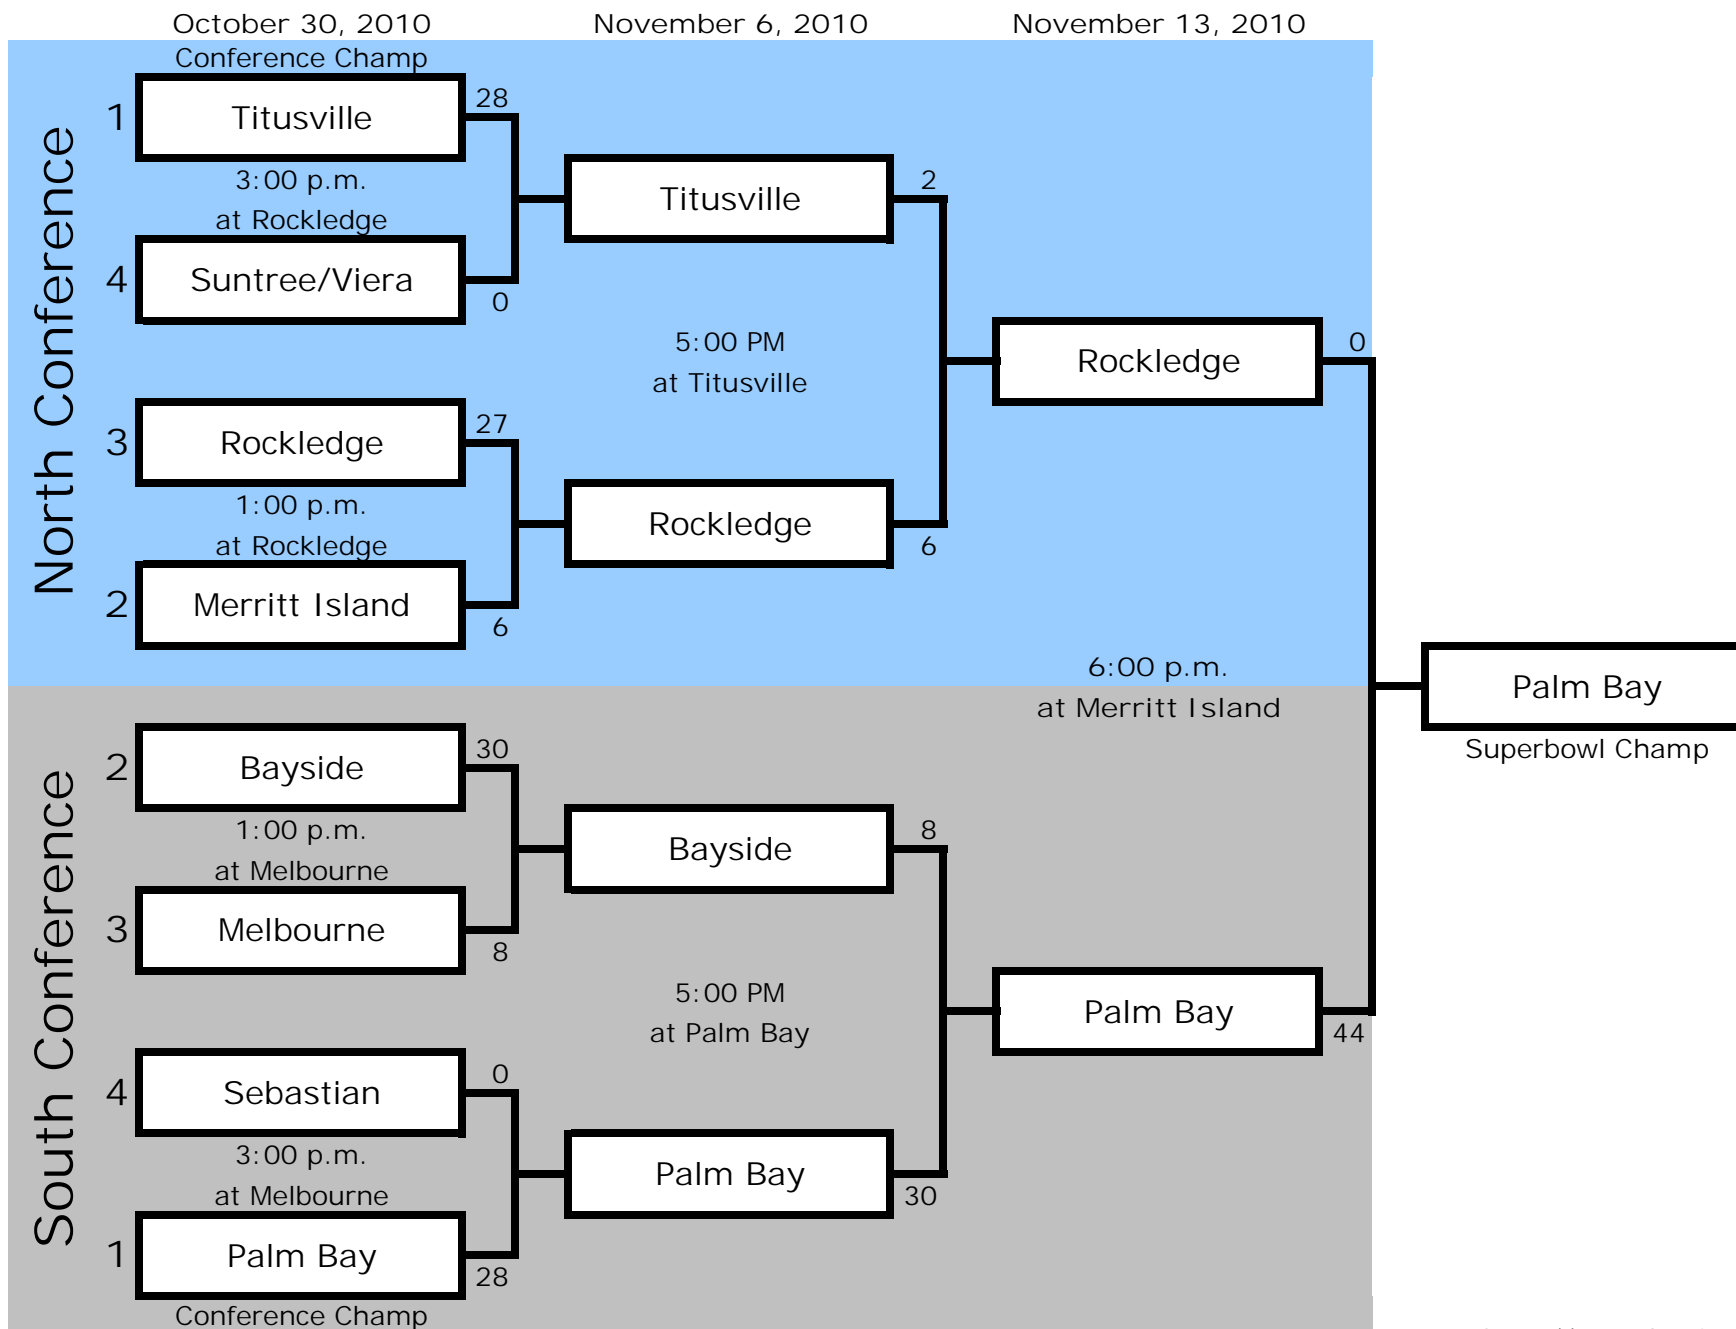 October 30, 2010
November 6, 2010
November 13, 2010
North Conference
Conference Champ
1
Titusville
28
3:00 p.m.
at Rockledge
4
Suntree/Viera
0
3
Rockledge
27
1:00 p.m.
at Rockledge
2
Merritt Island
6
Titusville
2
5:00 PM
at Titusville
Rockledge
6
Rockledge
0
South Conference
2
Bayside
30
1:00 p.m.
at Melbourne
3
Melbourne
8
4
Sebastian
0
3:00 p.m.
at Melbourne
1
Palm Bay
28
Conference Champ
Bayside
8
5:00 PM
at Palm Bay
Palm Bay
30
6:00 p.m.
at Merritt Island
Palm Bay
44
Palm Bay
Superbowl Champ